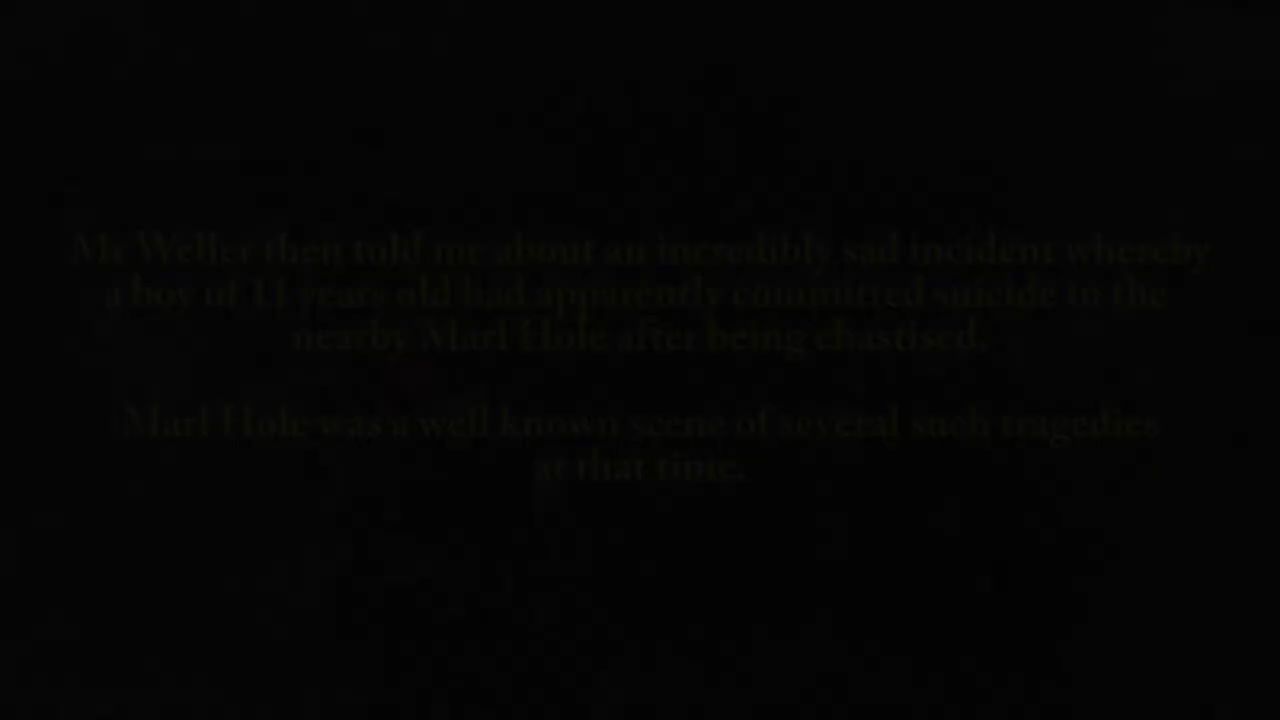 Mr Weller then told me about an incredibly sad incident whereby
a boy of 11 years old had apparently committed suicide in the
nearby Marl Hole after being chastised.
Marl Hole was a well known scene of several such tragedies
at that time.